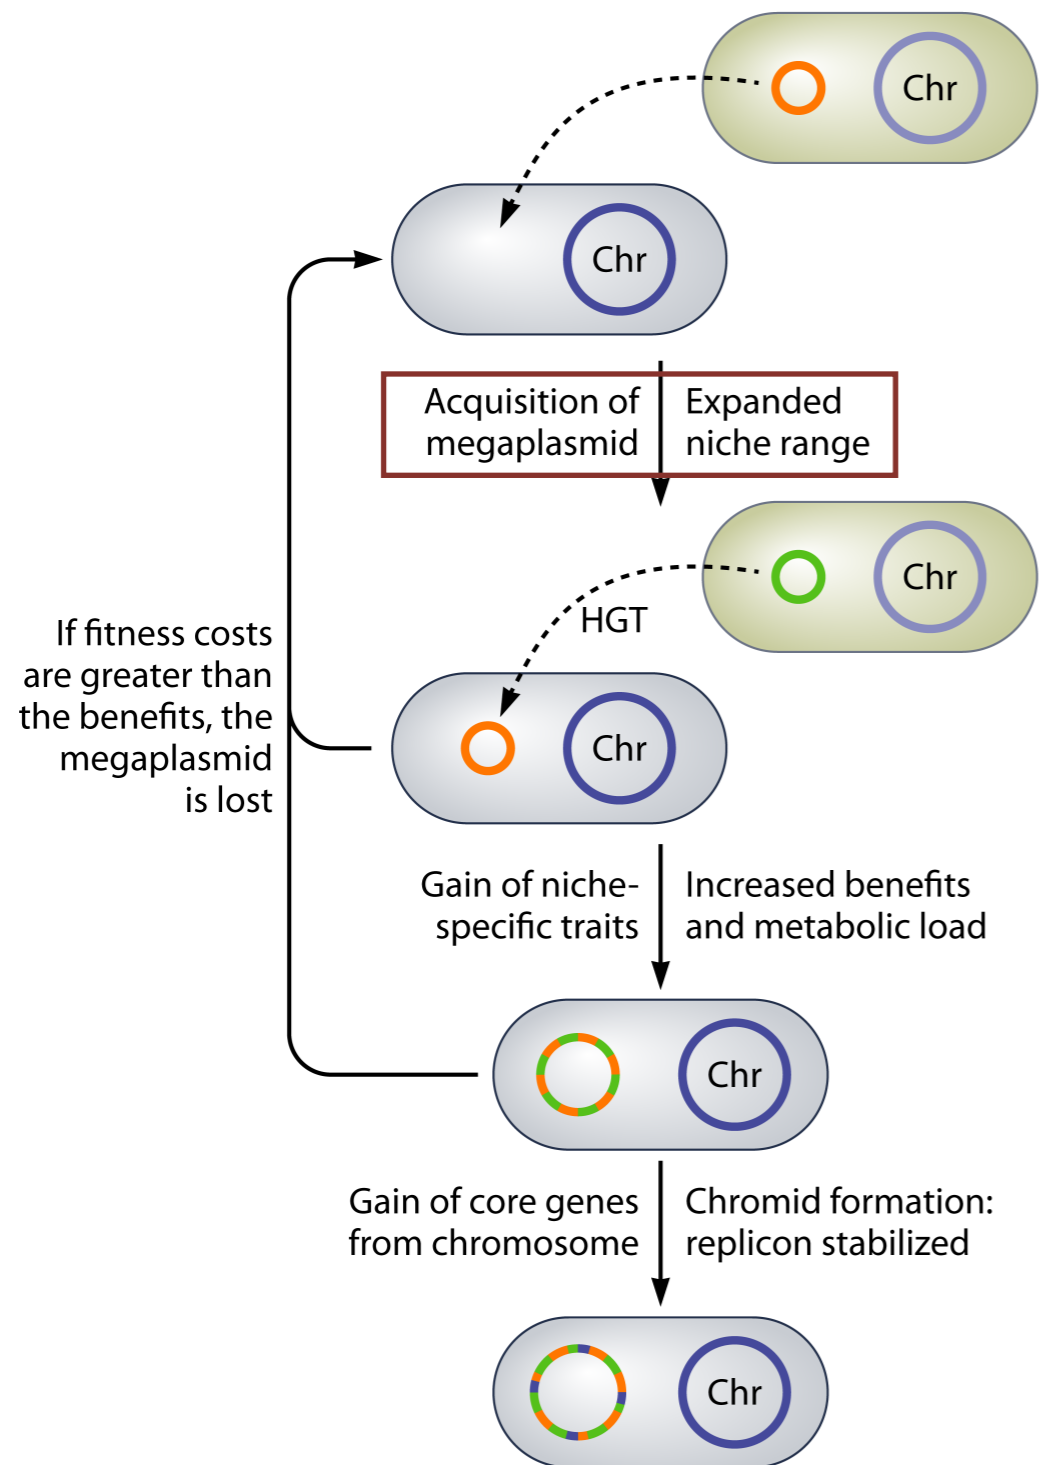 Chr
Chr
Acquisition of
megaplasmid
Expanded
niche range
Chr
HGT
If fitness costs
are greater than
the benefits, the
megaplasmid
is lost
Chr
Gain of niche-
specific traits
Increased benefits
and metabolic load
Chr
Gain of core genes
from chromosome
Chromid formation:
replicon stabilized
Chr